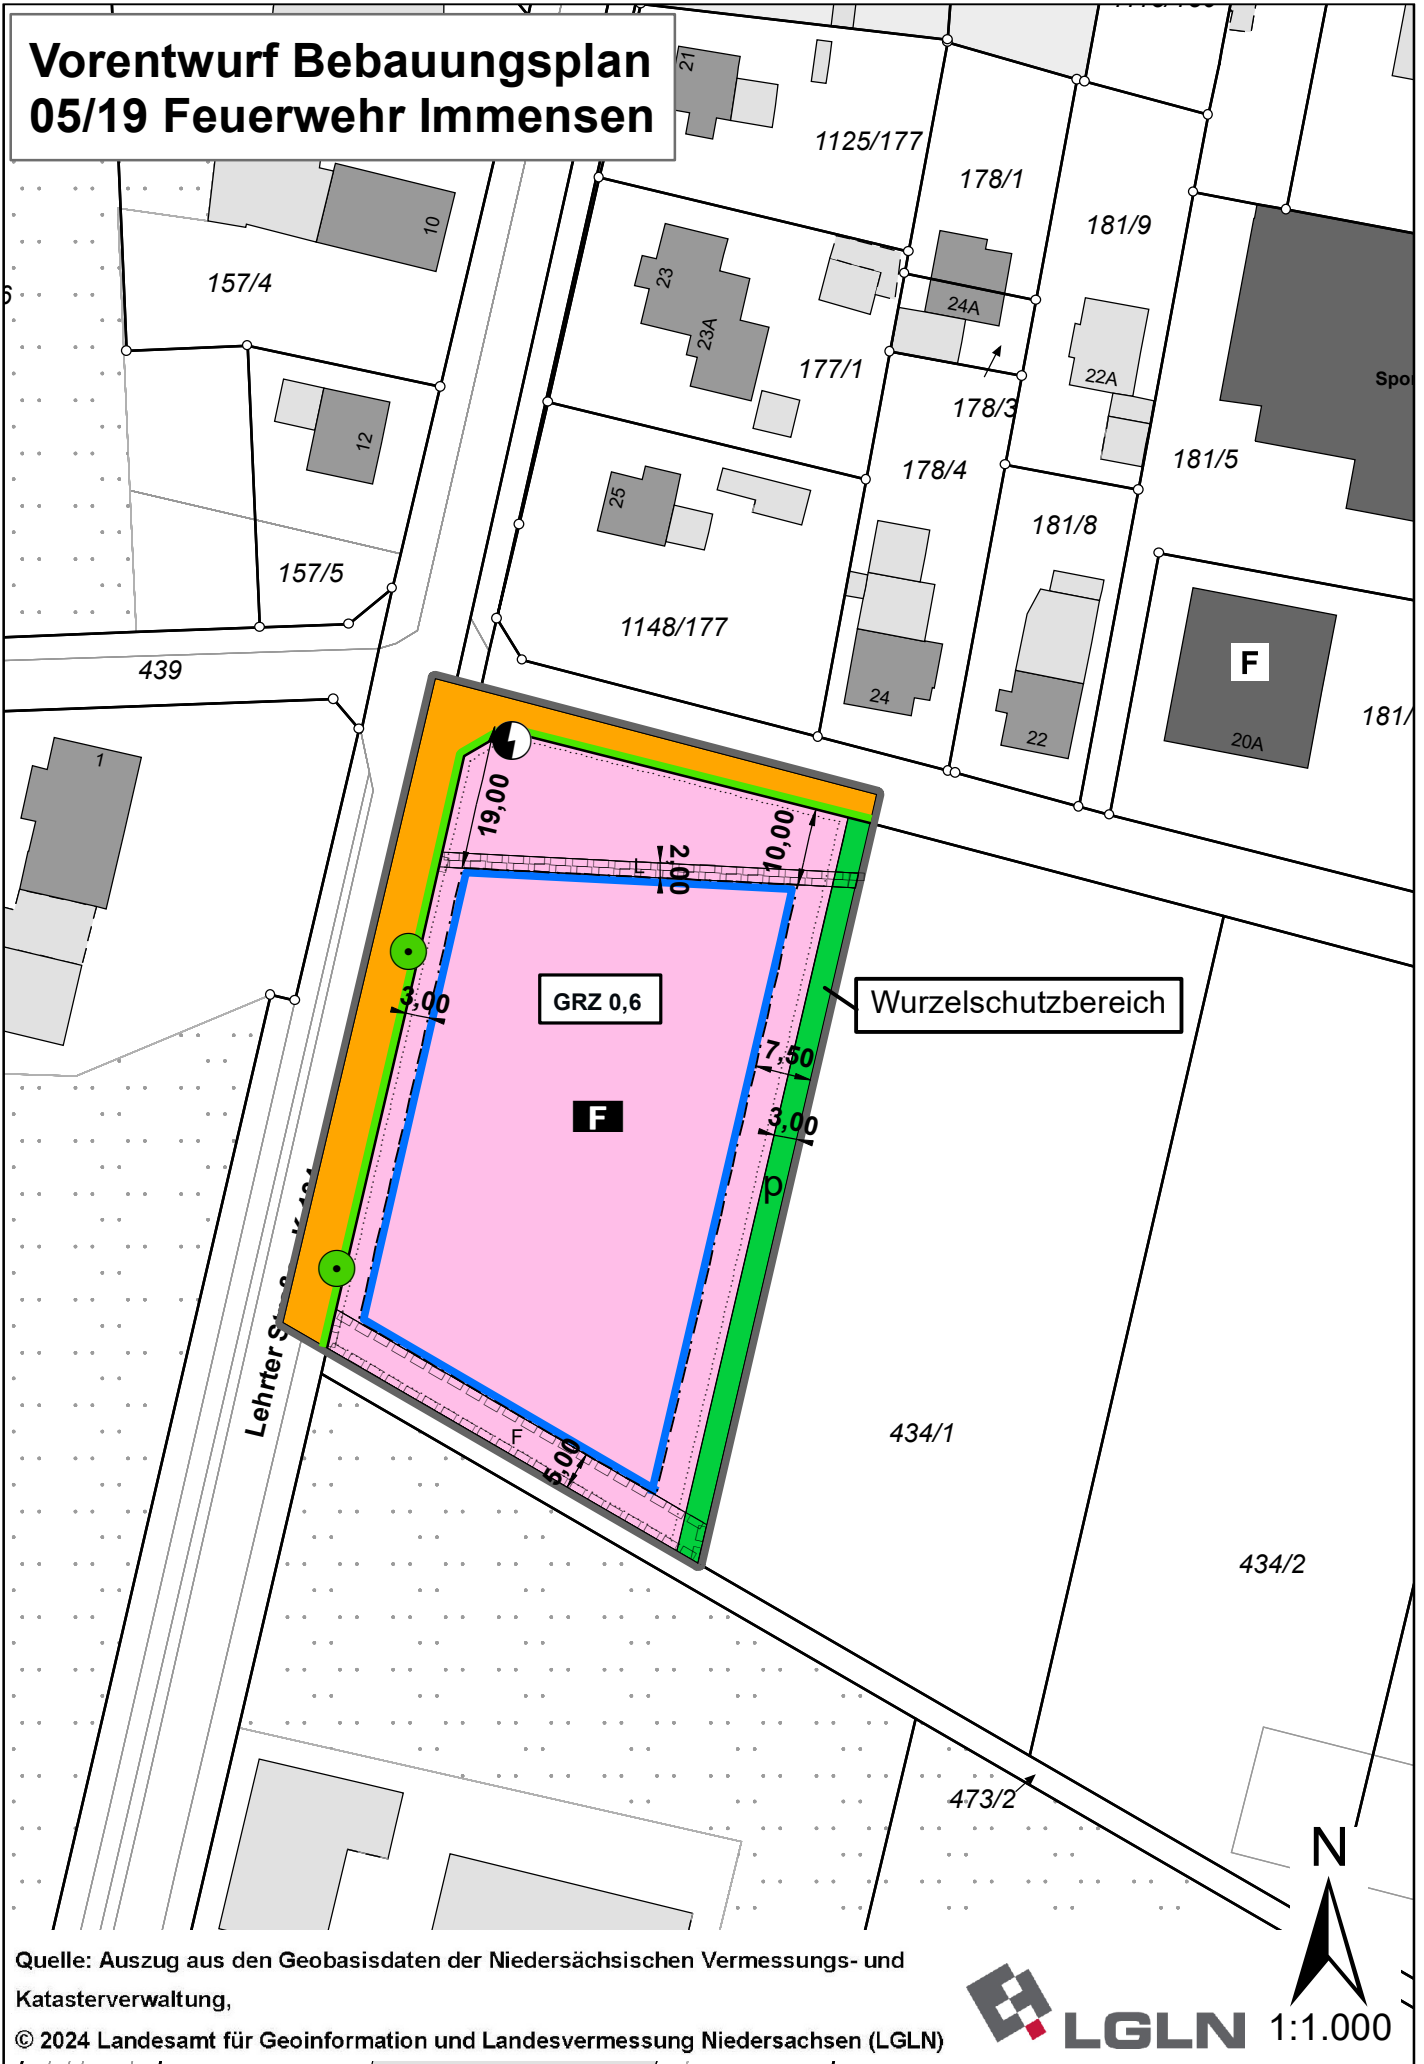 Vorentwurf Bebauungsplan
05/19 Feuerwehr Immensen
21
1125/177
178/1
181/9
10
157/4
23
23A
24A
177/1
22A
178/3
Spor
12
178/4
181/5
25
181/8
157/5
1148/177
439
F
24
22
20A
181/
1
19,00
10,00
2,00
L
3,00
GRZ 0,6
Wurzelschutzbereich
7,50
F
3,00
p
Lehrter
F
5,00
434/1
434/2
473/2
N
Quelle: Auszug aus den Geobasisdaten der Niedersächsischen Vermessungs- und
Katasterverwaltung,
© 2024 Landesamt für Geoinformation und Landesvermessung Niedersachsen (LGLN)
LGLN
1:1.000